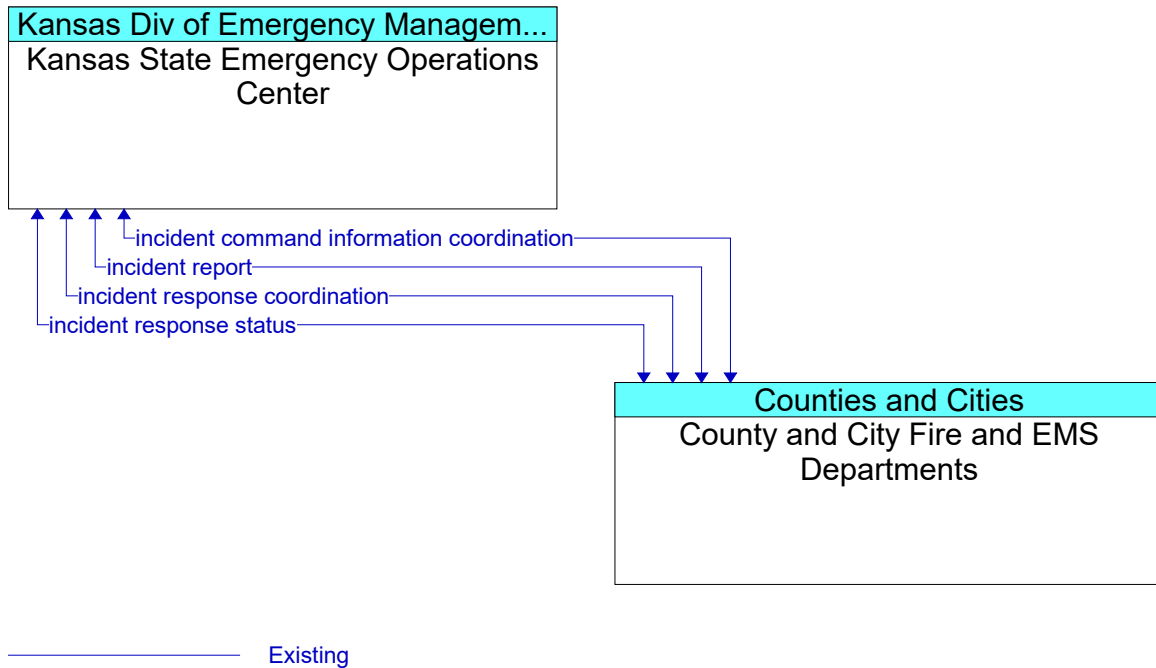 Kansas Div of Emergency Managem...
Kansas State Emergency Operations
Center
incident command information coordination
incident report
incident response coordination
incident response status
Counties and Cities
County and City Fire and EMS
Departments
Existing